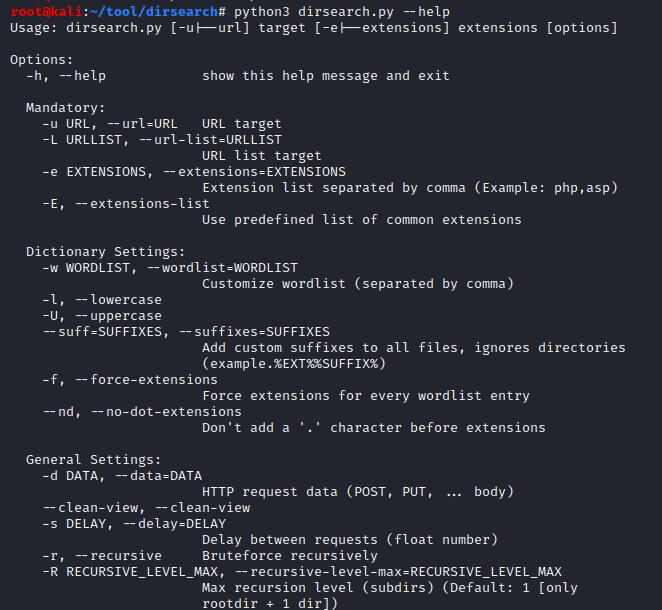 root@kali:~/tool/dirsearch# python3 dirsearch.py --help
Usage: dirsearch.py [-u|--url] target [-e|--extensions] extensions [options]
Options:
-h, --help show this help message and exit
Mandatory:
-u URL, --url=URL URL target
-L URLLIST, --url-list=URLLIST
URL list target
-e EXTENSIONS, --extensions=EXTENSIONS
Extension list separated by comma (Example: php,asp)
-E, --extensions-list
Use predefined list of common extensions
Dictionary Settings:
-w WORDLIST, --wordlist=WORDLIST
Customize wordlist (separated by comma)
-l, --lowercase
-U, --uppercase
--suff=SUFFIXES, --suffixes=SUFFIXES
Add custom suffixes to all files, ignores directories
(example.%EXT%%SUFFIX%)
-f, --force-extensions
Force extensions for every wordlist entry
--nd, --no-dot-extensions
Don't add a '.' character before extensions
General Settings:
-d DATA, --data=DATA
HTTP request data (POST, PUT, ... body)
--clean-view, --clean-view
-s DELAY, --delay=DELAY
Delay between requests (float number)
-r, --recursive Bruteforce recursively
-R RECURSIVE_LEVEL_MAX, --recursive-level-max=RECURSIVE_LEVEL_MAX
Max recursion level (subdirs) (Default: 1 [only
rootdir + 1 dir])